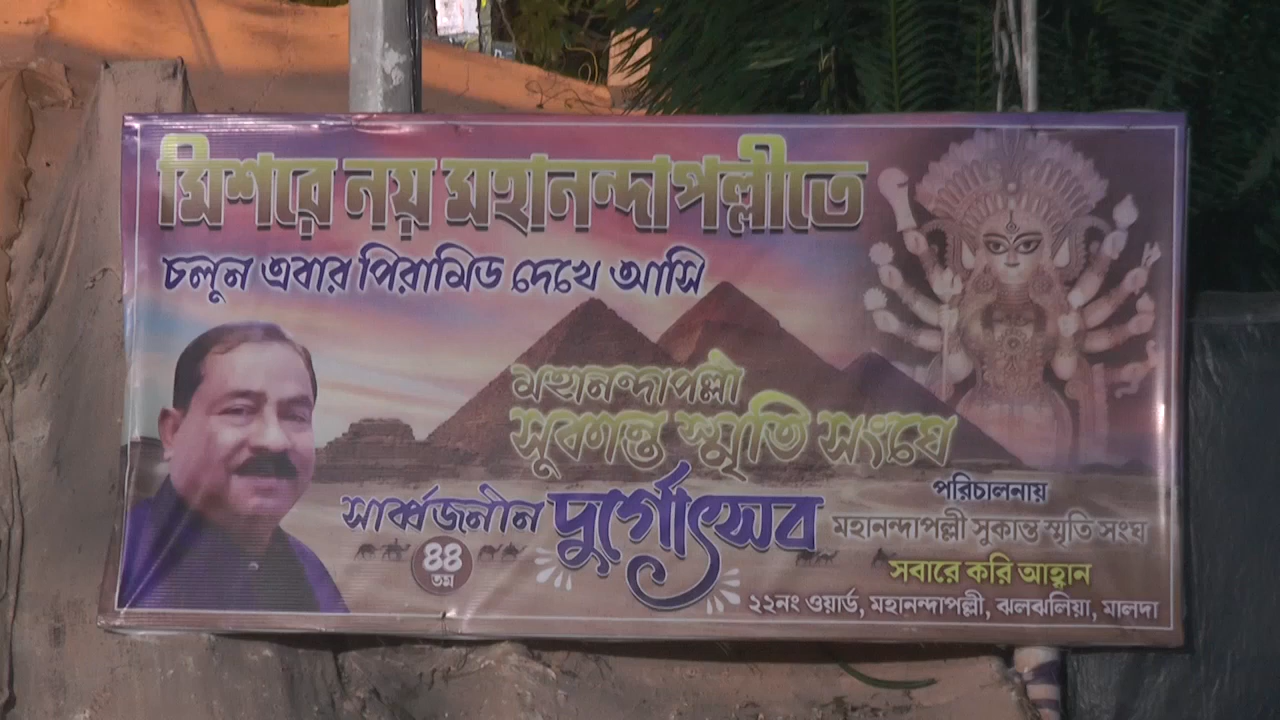 মিশরে নয় মহানন্দাপল্লীতে
চলুন এবার পিরামিড দেখে আসি
মহানন্দাপল্লী
সুকান্ত স্মৃতি সংঘে
সার্ব্বজনীন দুর্গোৎসব
৪৪
তম
পরিচালনায়
মহানন্দাপল্লী সুকান্ত স্মৃতি সংঘ
সবারে করি আহ্বান
২২নং ওয়ার্ড, মহানন্দাপল্লী, ঝলঝলিয়া, মালদা